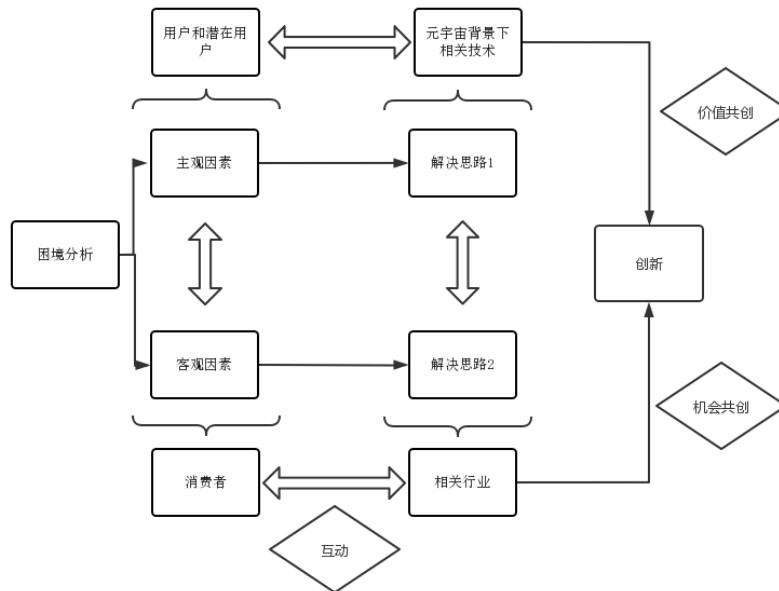 用户和潜在用
户
元宇宙背景下
相关技术
价值共创
主观因素
解决思路1
困境分析
创新
客观因素
解决思路2
机会共创
消费者
相关行业
互动